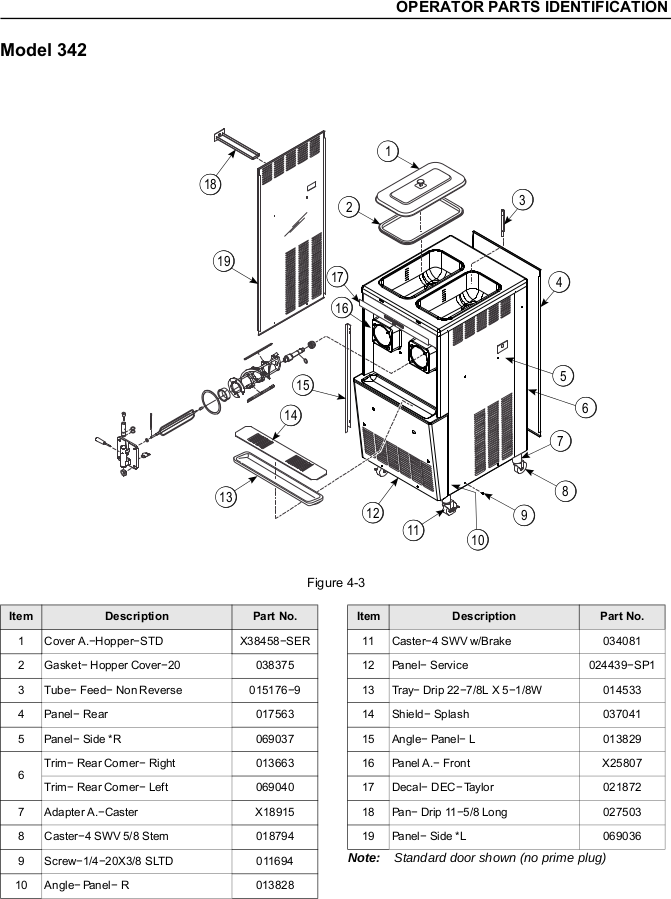 OPERATOR PARTS IDENTIFICATION
Model 342
1
18
2
3
19
17
4
16
5
15
6
14
7
13
8
12
9
11
10
Figure 4-3
Item Description Part No.
1 Cover A.−Hopper−STD X38458−SER
2 Gasket− Hopper Cover−20 038375
3 Tube− Feed− Non Reverse 015176−9
4 Panel− Rear 017563
5 Panel− Side *R 069037
6 Trim− Rear Corner− Right 013663
Trim− Rear Corner− Left 069040
7 Adapter A.−Caster X18915
8 Caster−4 SWV 5/8 Stem 018794
9 Screw−1/4−20X3/8 SLTD 011694
10 Angle− Panel− R 013828
Item Description Part No.
11 Caster−4 SWV w/Brake 034081
12 Panel− Service 024439−SP1
13 Tray− Drip 22−7/8L X 5−1/8W 014533
14 Shield− Splash 037041
15 Angle− Panel− L 013829
16 Panel A.− Front X25807
17 Decal− DEC− Taylor 021872
18 Pan− Drip 11−5/8 Long 027503
19 Panel− Side *L 069036
Note: Standard door shown (no prime plug)